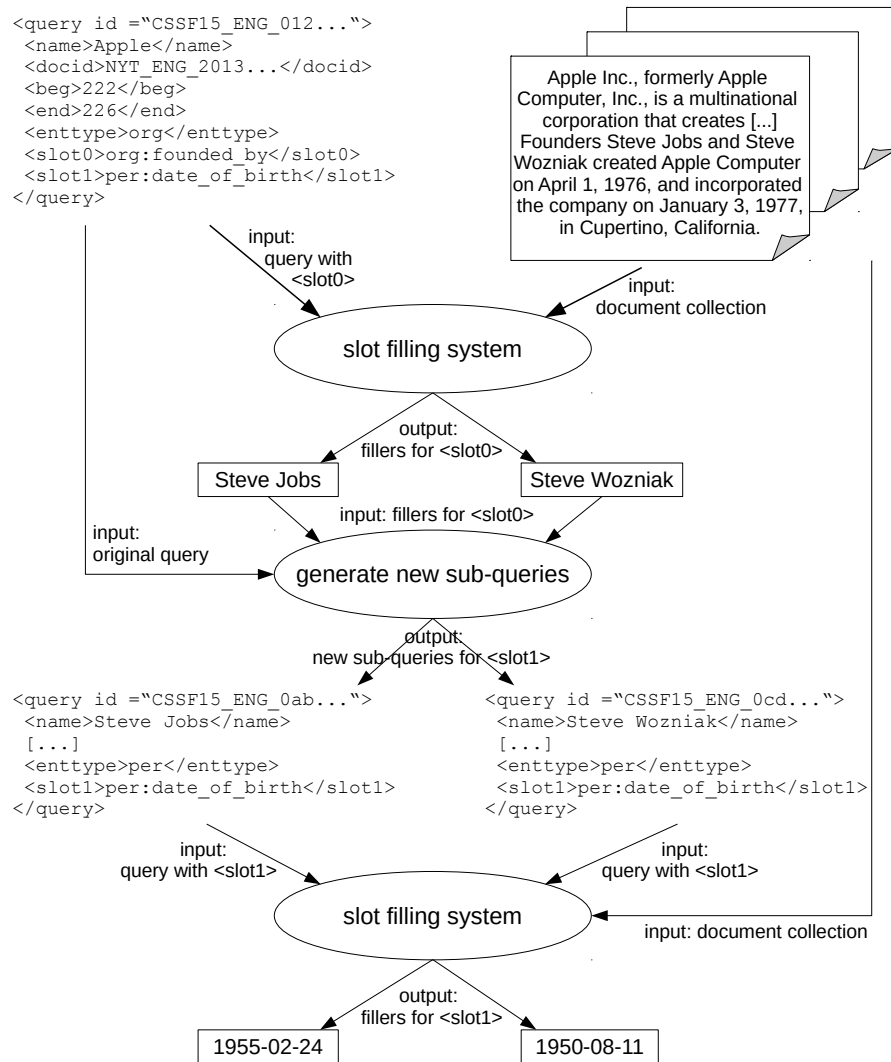 <query id =“CSSF15_ENG_012...“>
<name>Apple</name>
<docid>NYT_ENG_2013...</docid>
<beg>222</beg>
<end>226</end>
<enttype>org</enttype>
<slot0>org:founded_by</slot0>
<slot1>per:date_of_birth</slot1>
</query>
Apple Inc., formerly Apple
Computer, Inc., is a multinational
corporation that creates [...]
Founders Steve Jobs and Steve
Wozniak created Apple Computer
on April 1, 1976, and incorporated
the company on January 3, 1977,
in Cupertino, California.
input:
query with
<slot0>
input:
document collection
slot filling system
output:
fillers for <slot0>
Steve Jobs
Steve Wozniak
input: fillers for <slot0>
input:
original query
generate new sub-queries
output:
new sub-queries for <slot1>
<query id =“CSSF15_ENG_0ab...“>
<name>Steve Jobs</name>
[...]
<enttype>per</enttype>
<slot1>per:date_of_birth</slot1>
</query>
<query id =“CSSF15_ENG_0cd...“>
<name>Steve Wozniak</name>
[...]
<enttype>per</enttype>
<slot1>per:date_of_birth</slot1>
</query>
input:
query with <slot1>
input:
query with <slot1>
slot filling system
input: document collection
output:
fillers for <slot1>
1955-02-24
1950-08-11